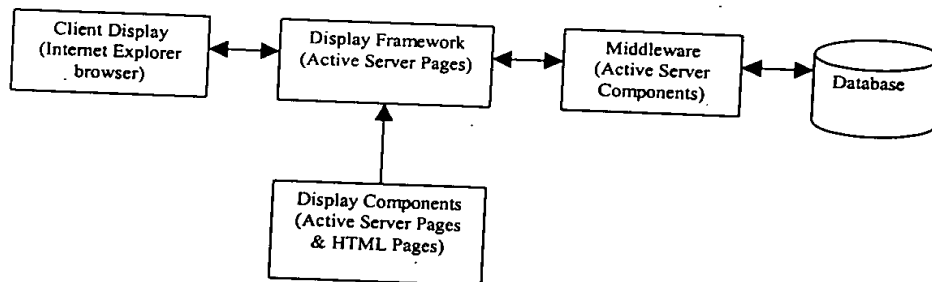 Client Display
(Internet Explorer
browser)
Display Framework
(Active Server Pages)
Middleware
(Active Server
Components)
Database
Display Components
(Active Server Pages
& HTML Pages)